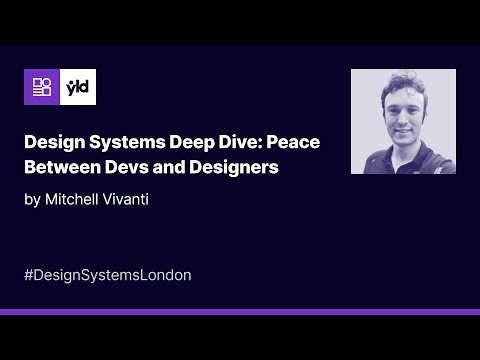 yld
Design Systems Deep Dive: Peace
Between Devs and Designers
by Mitchell Vivanti
#DesignSystemsLondon